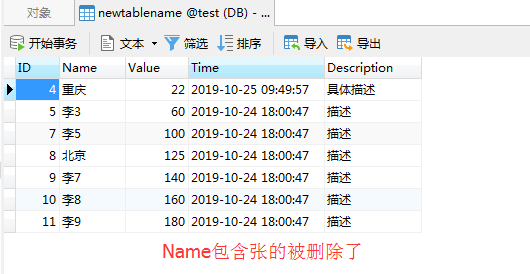 对象 newtablename @test (DB) - ...
开始事务 文本 筛选 排序 导入 导出
ID Name Value Time Description
4 重庆 22 2019-10-25 09:49:57 具体描述
5 李3 60 2019-10-24 18:00:47 描述
7 李5 100 2019-10-24 18:00:47 描述
8 北京 125 2019-10-24 18:00:47 描述
9 李7 140 2019-10-24 18:00:47 描述
10 李8 160 2019-10-24 18:00:47 描述
11 李9 180 2019-10-24 18:00:47 描述
Name包含张的被删除了